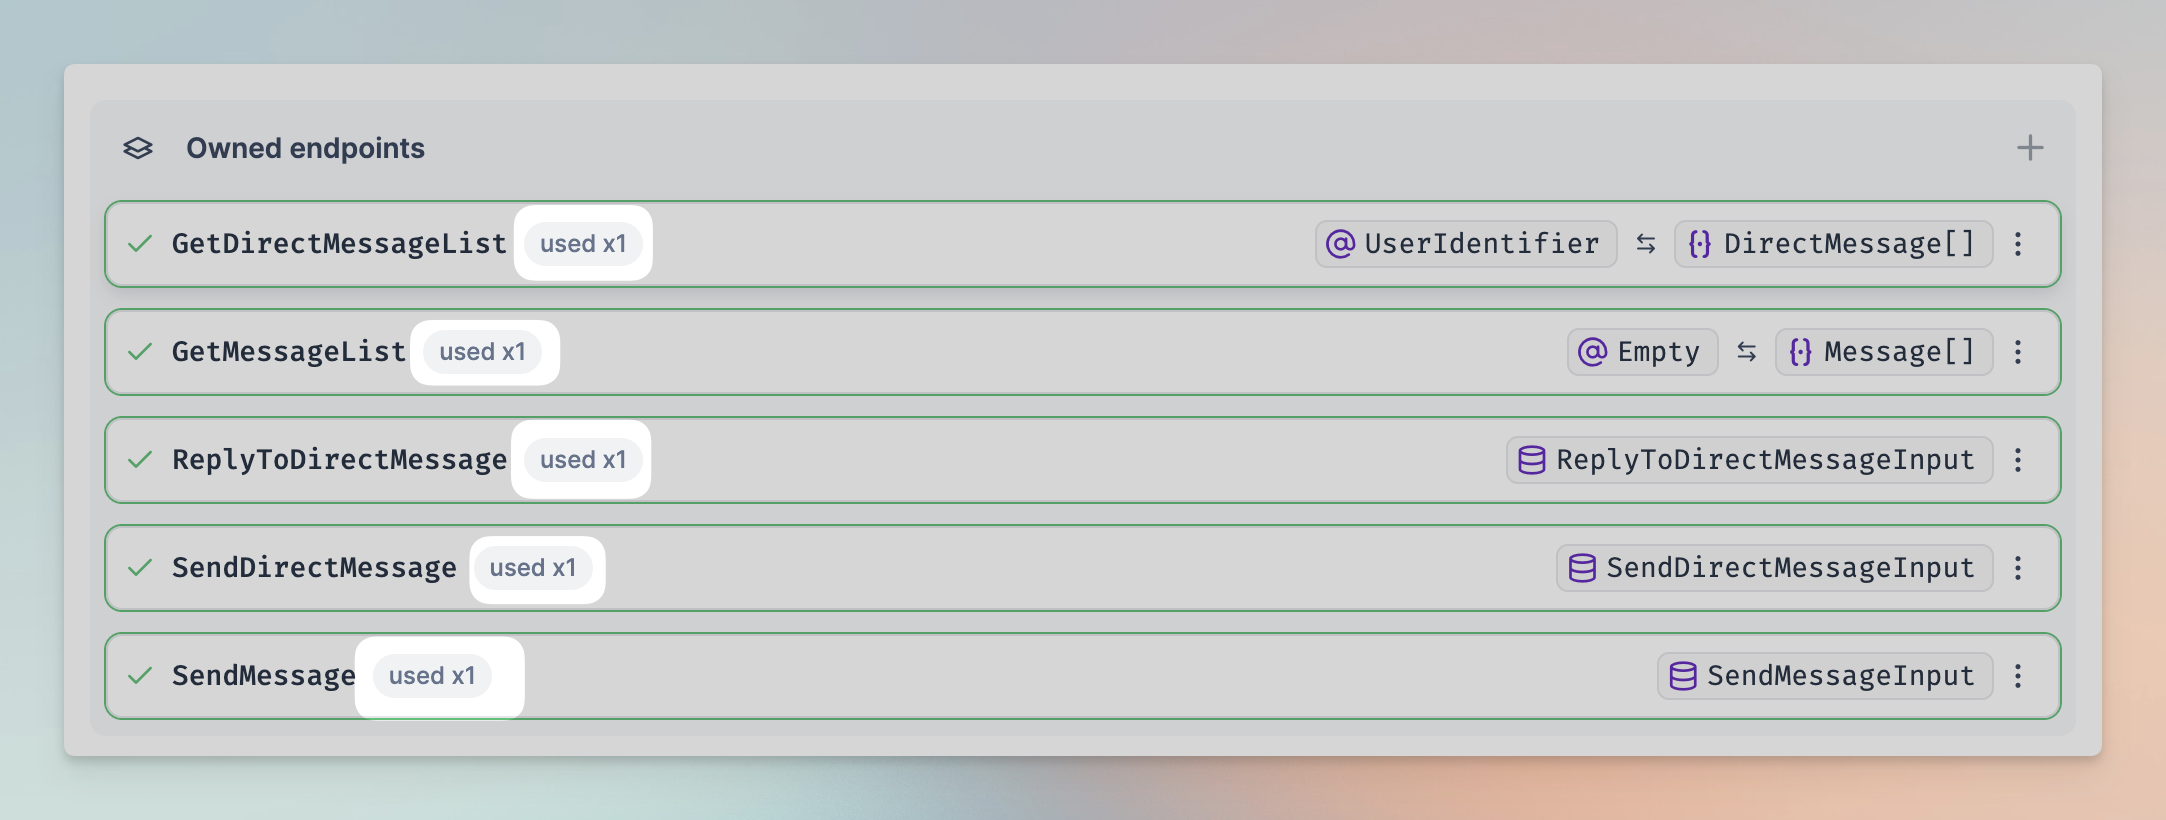 Owned endpoints
GetDirectMessageList used x1 UserIdentifier DirectMessage[]
GetMessageList used x1 Empty Message[]
ReplyToDirectMessage used x1 ReplyToDirectMessageInput
SendDirectMessage used x1 SendDirectMessageInput
SendMessage used x1 SendMessageInput